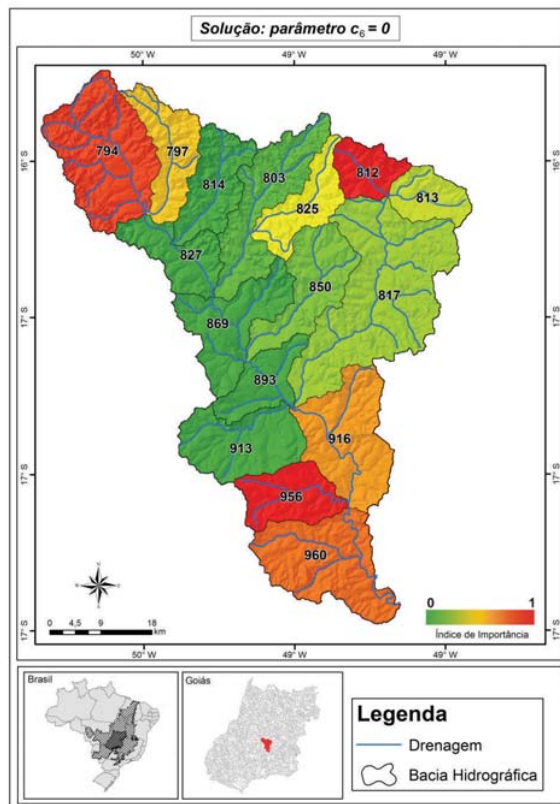 Solução: parâmetro c6 = 0
50° W 49° W 49° W
16° S 16° S
794
797
814
803
825
812
813
827
850
817
17° S 17° S
869
893
916
913
17° S 17° S
956
960
0 1
Índice de Importância
0 4,5 9 18
km
17° S 17° S
50° W 49° W 49° W
Brasil
Goiás
Legenda
Drenagem
Bacia Hidrográfica